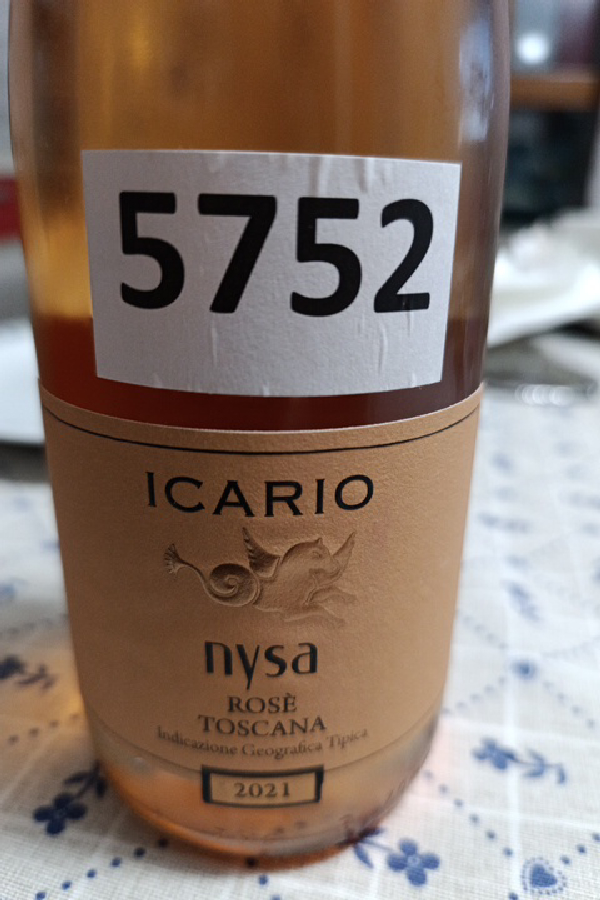 5752
ICARIO
nysa
ROSÈ
TOSCANA
Indicazione Geografica Tipica
2021